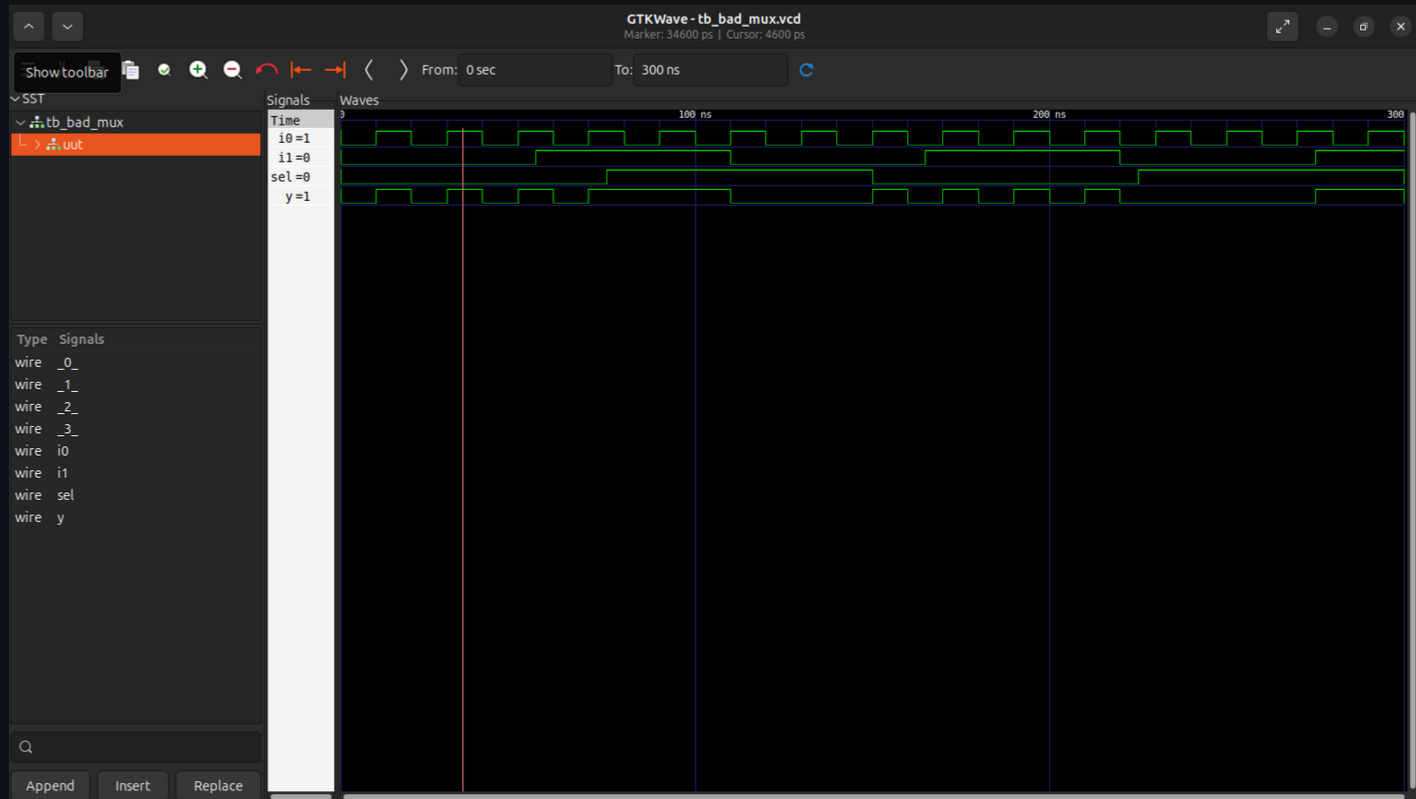 GTKWave - tb_bad_mux.vcd
Marker: 34600 ps | Cursor: 4600 ps
Show toolbar
From: 0 sec
To: 300 ns
SST
tb_bad_mux
uut
Signals
Waves
Time
0
100 ns
200 ns
300
i0 =1
i1 =0
sel =0
y =1
Type Signals
wire _0_
wire _1_
wire _2_
wire _3_
wire i0
wire i1
wire sel
wire y
Append
Insert
Replace